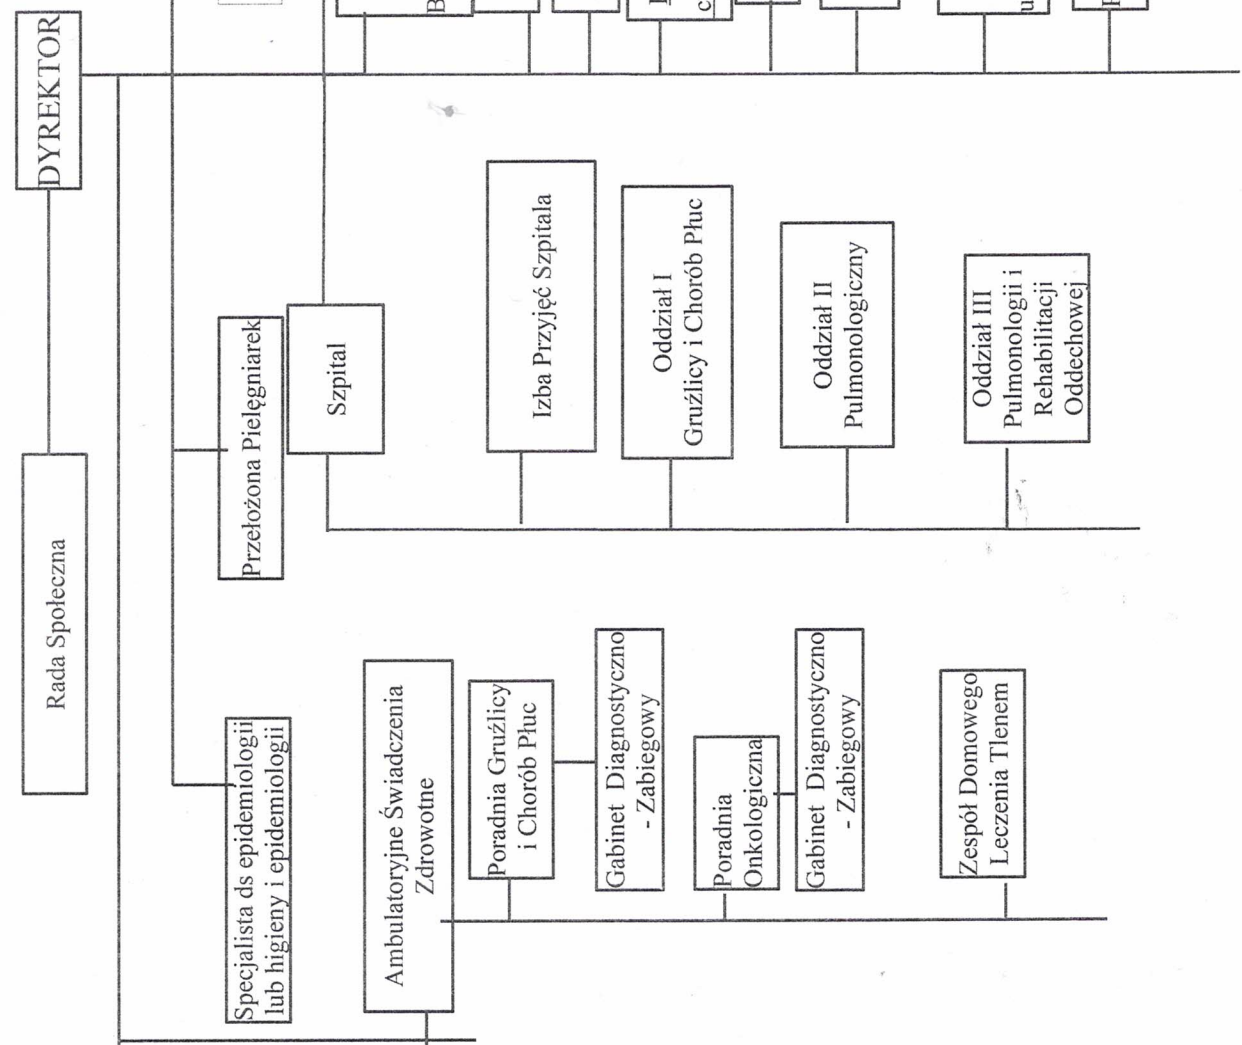 DYREKTOR
Rada Społeczna
Przełożona Pielęgniarek
Specjalista ds epidemiologii
lub higieny i epidemiologii
Szpital
Izba Przyjęć Szpitala
Oddział I
Gruźlicy i Chorób Płuc
Oddział II
Pulmonologiczny
Oddział III
Pulmonologii i
Rehabilitacji
Oddechowej
Ambulatoryjne Świadczenia
Zdrowotne
Poradnia Gruźlicy
i Chorób Płuc
Gabinet Diagnostyczno
- Zabiegowy
Poradnia
Onkologiczna
Gabinet Diagnostyczno
- Zabiegowy
Zespół Domowego
Leczenia Tlenem